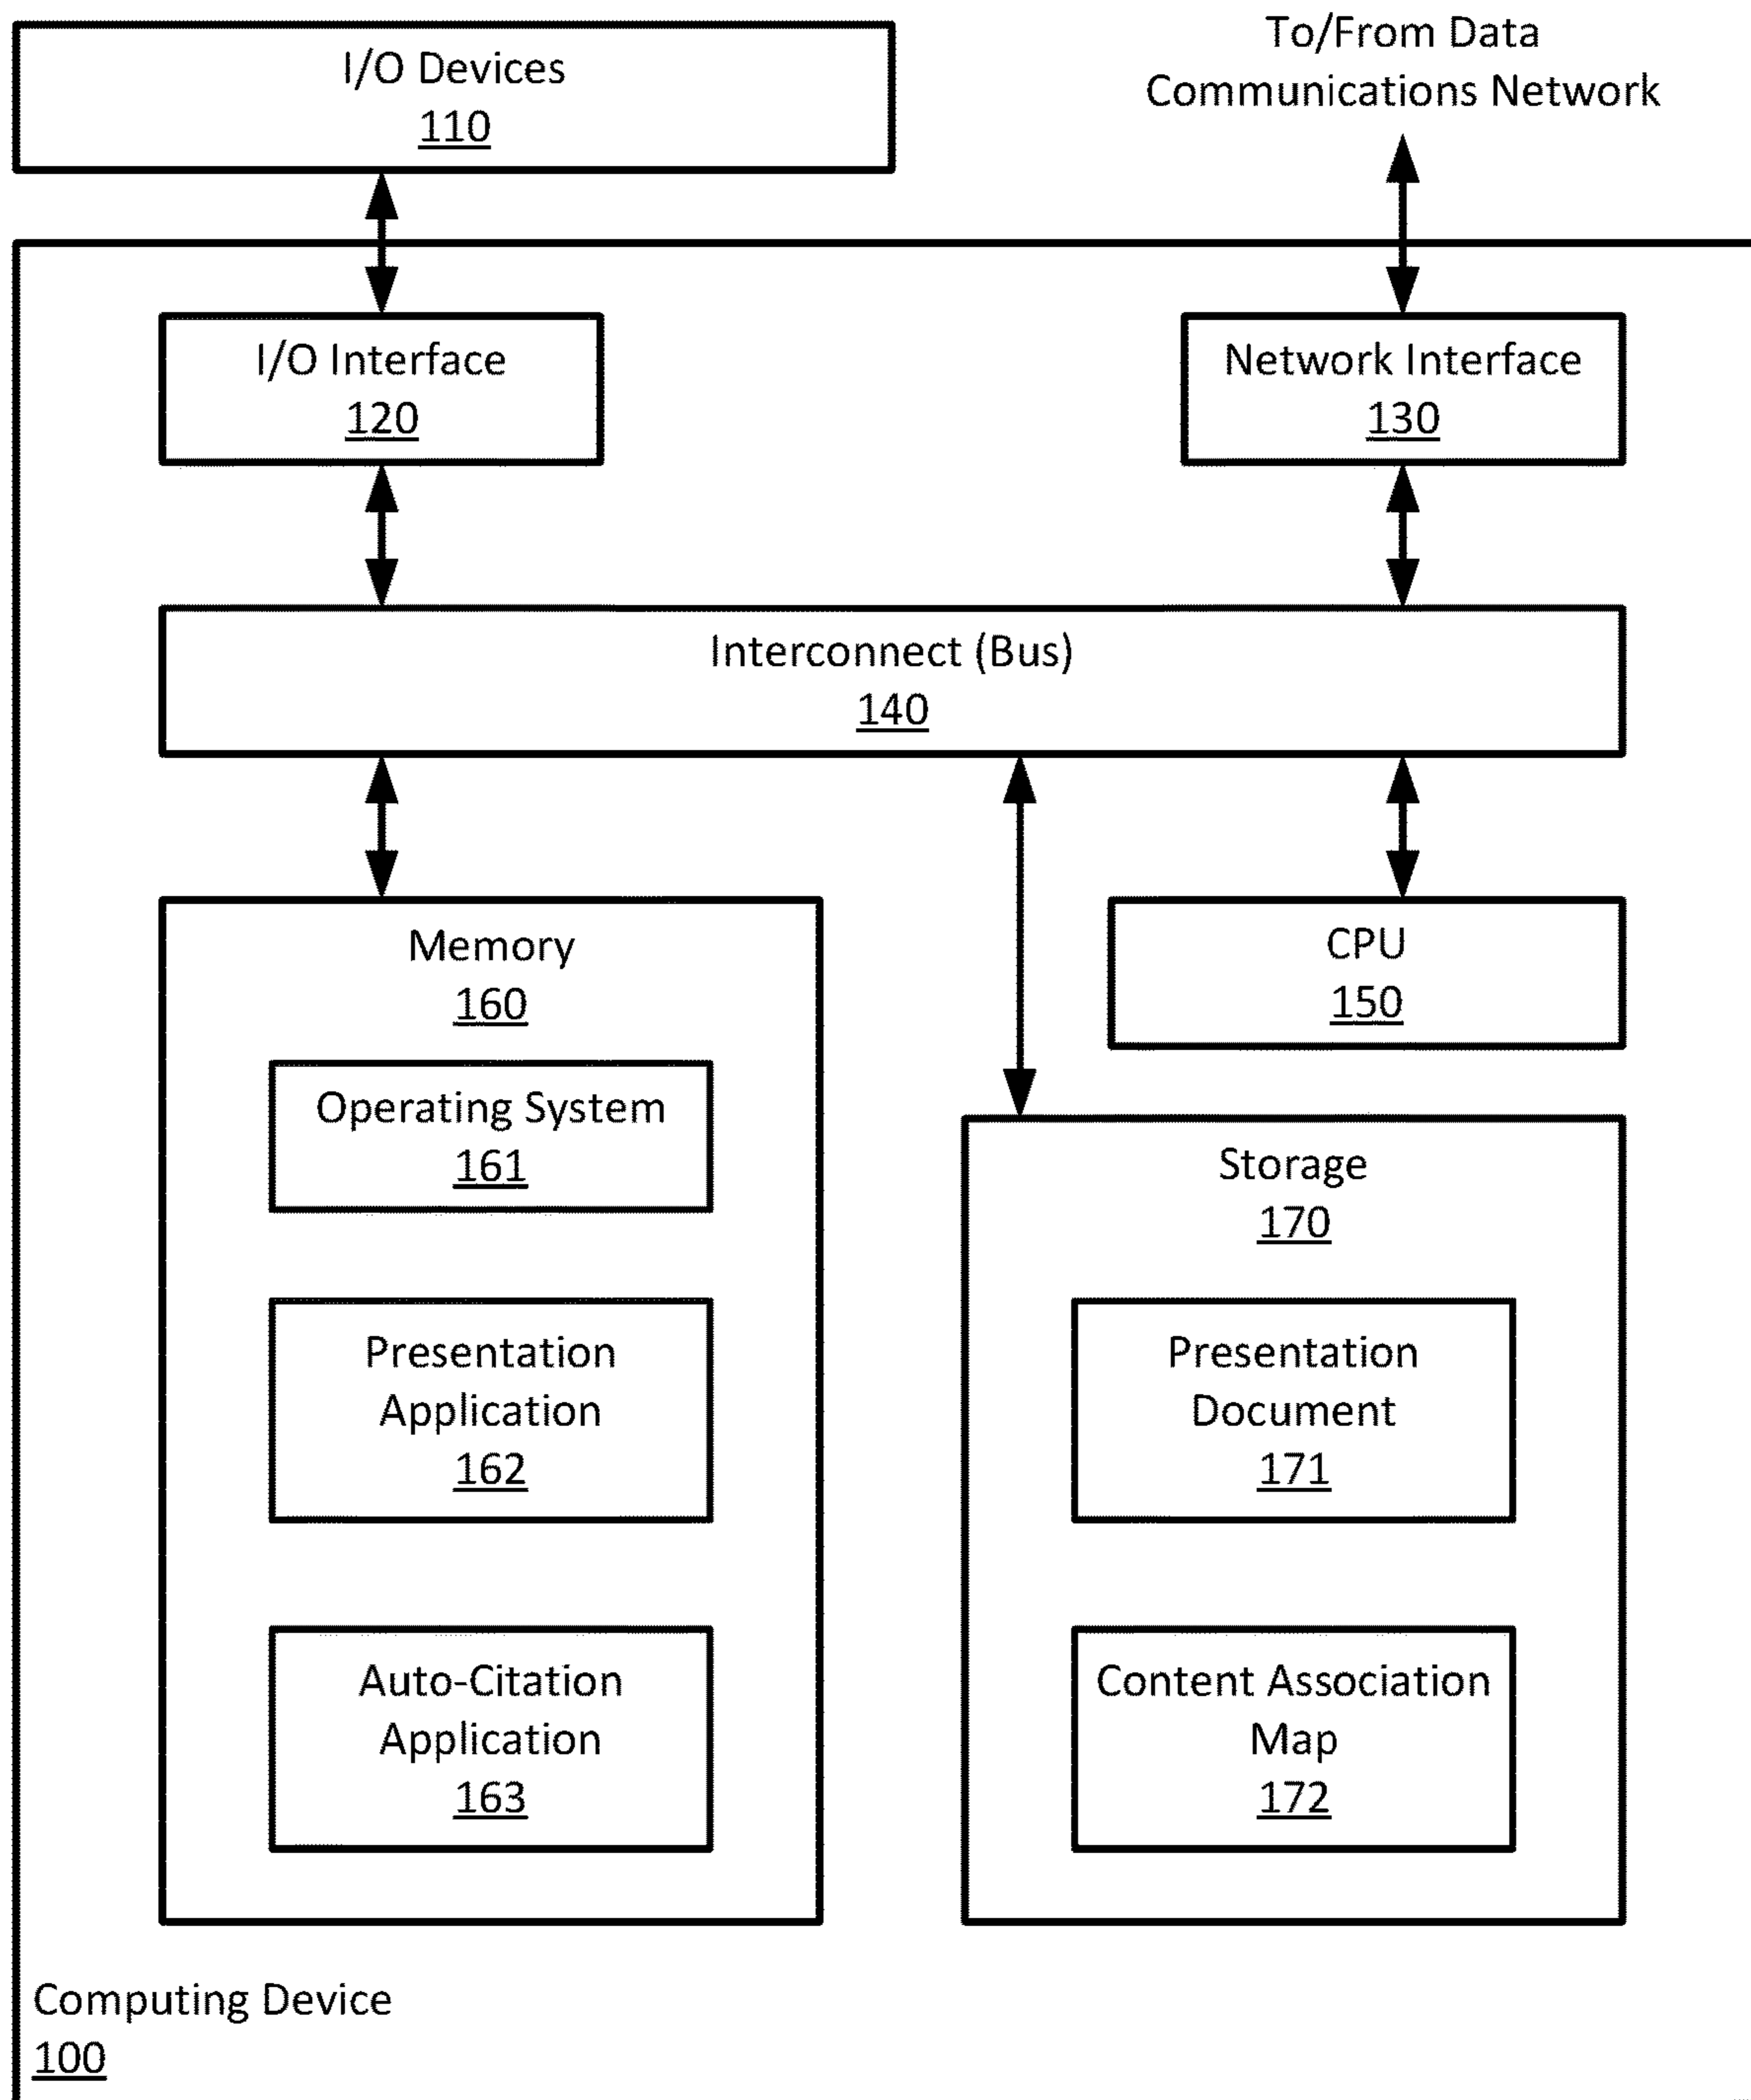 I/O Devices
110
To/From Data
Communications Network
I/O Interface
120
Network Interface
130
Interconnect (Bus)
140
Memory
160
Operating System
161
Presentation
Application
162
Auto-Citation
Application
163
CPU
150
Storage
170
Presentation
Document
171
Content Association
Map
172
Computing Device
100